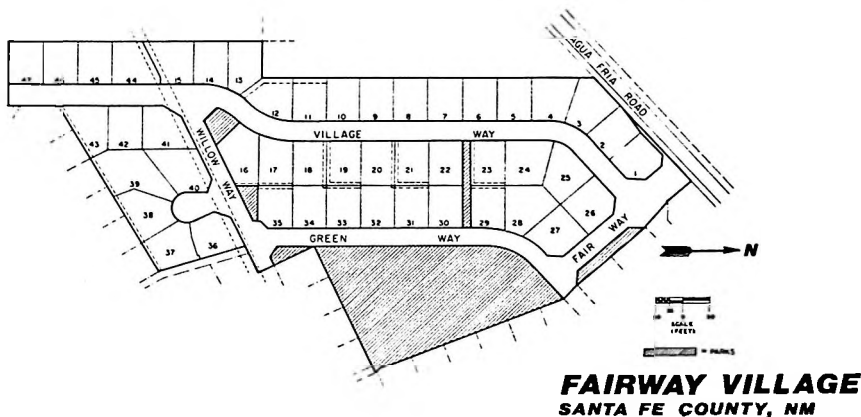 AGUA FRIA ROAD
45 44 15 14 13
12 11 10 9 8 7 6 5 4 3 2 1
VILLAGE WAY
WILLOW WAY
43 42 41
16 17 18 19 20 21 22 23 24 25 26 27
39 40 38 37 36
35 34 33 32 31 30 29 28
GREEN WAY
FAIR WAY
N
SCALE
(FEET)
= PARKS
FAIRWAY VILLAGE
SANTA FE COUNTY, NM